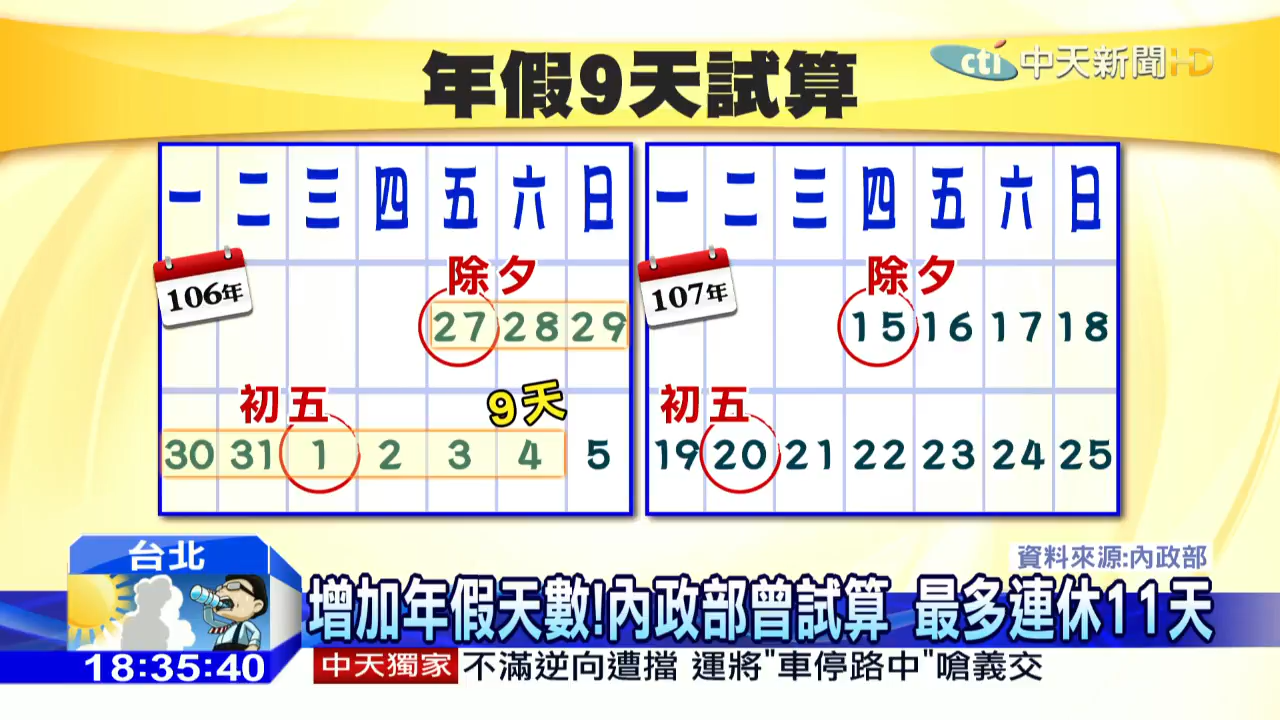 cti 中天新聞HD
年假9天試算
一 二 三 四 五 六 日
106年
除夕
27 28 29
初五
9天
30 31 1 2 3 4 5
一 二 三 四 五 六 日
107年
除夕
15 16 17 18
初五
19 20 21 22 23 24 25
資料來源:內政部
台北
增加年假天數!內政部曾試算 最多連休11天
18:35:40
中天獨家 不滿逆向遭擋 運將"車停路中"嗆義交